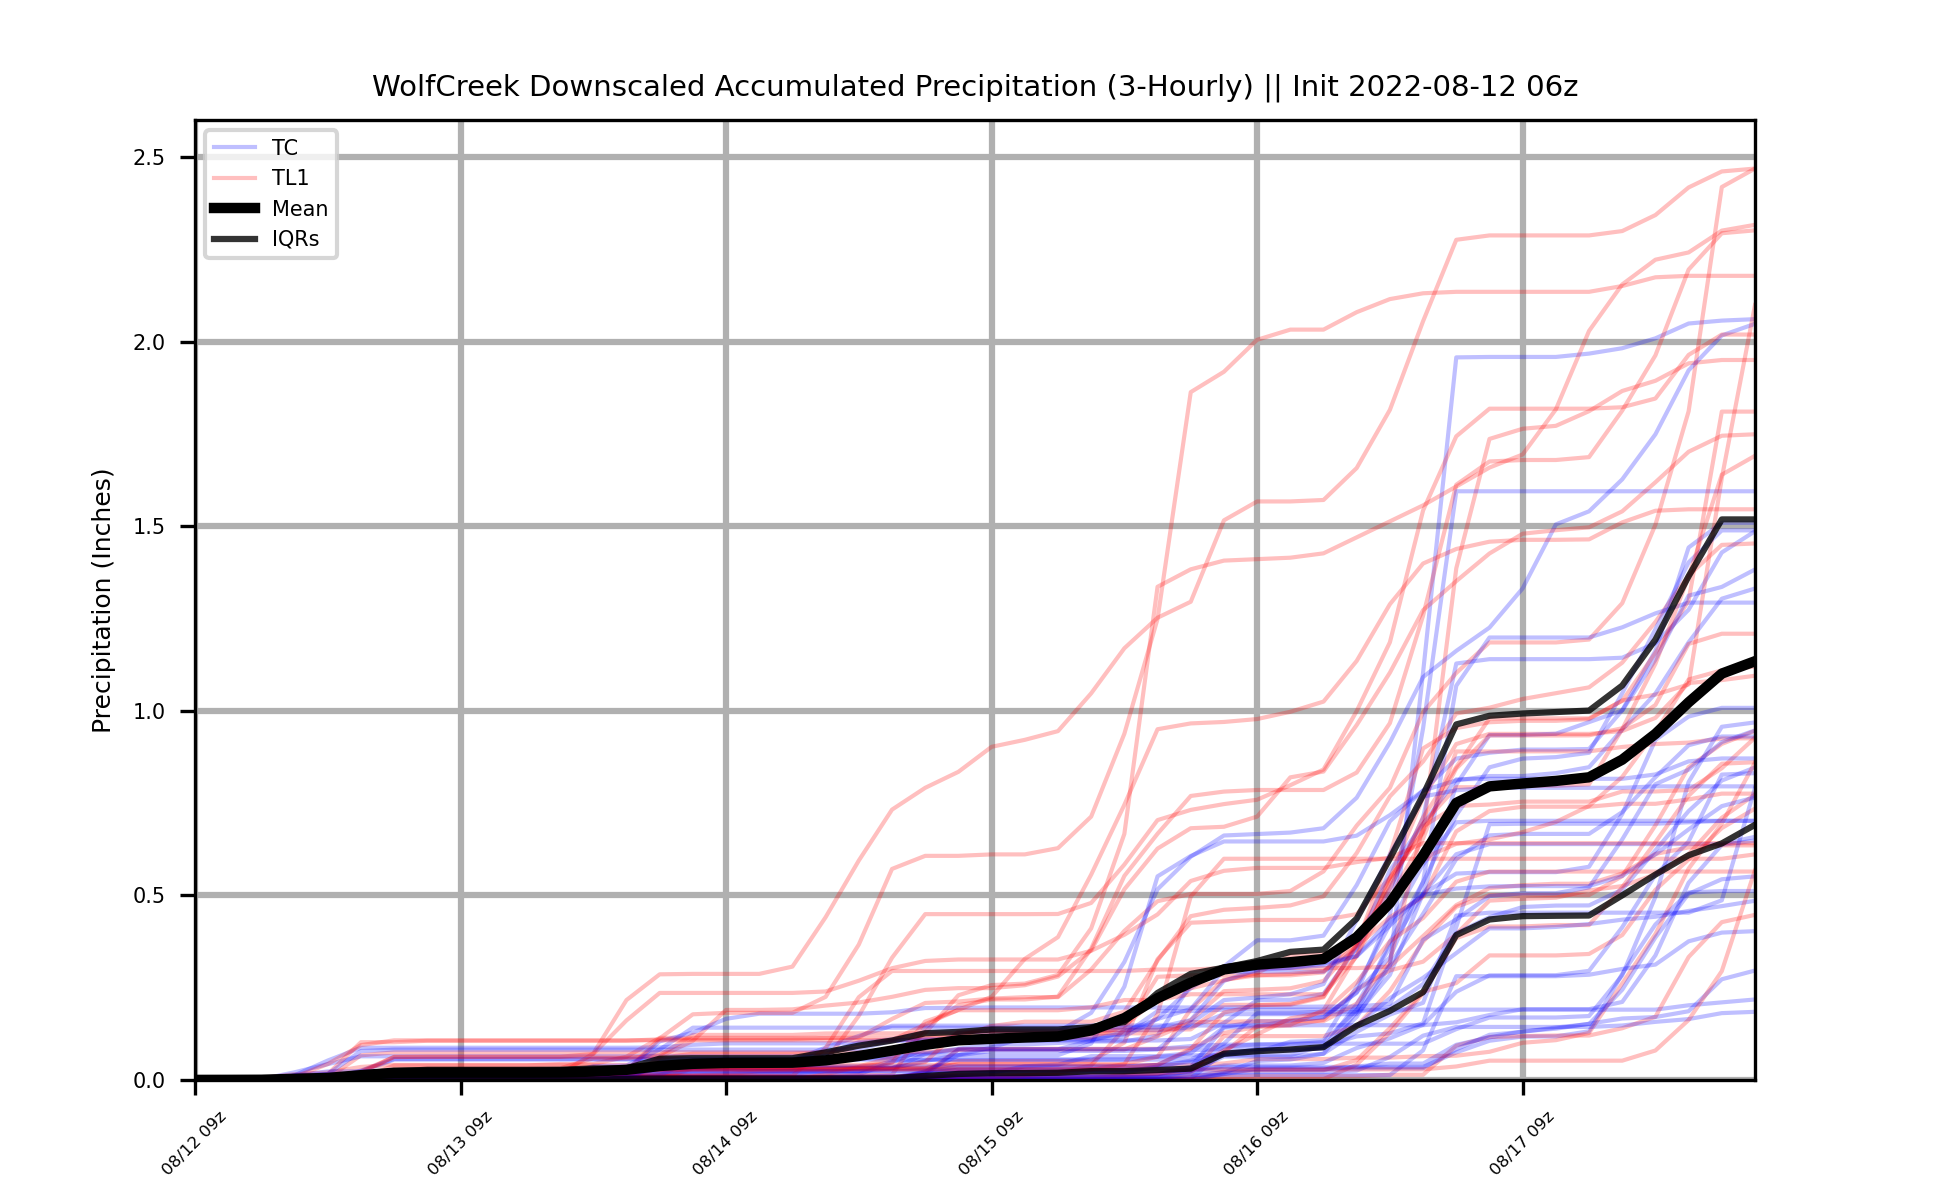 WolfCreek Downscaled Accumulated Precipitation (3-Hourly) || Init 2022-08-12 06z
TC
TL1
Mean
IQRs
Precipitation (Inches)
2.5
2.0
1.5
1.0
0.5
0.0
08/12 09z
08/13 09z
08/14 09z
08/15 09z
08/16 09z
08/17 09z